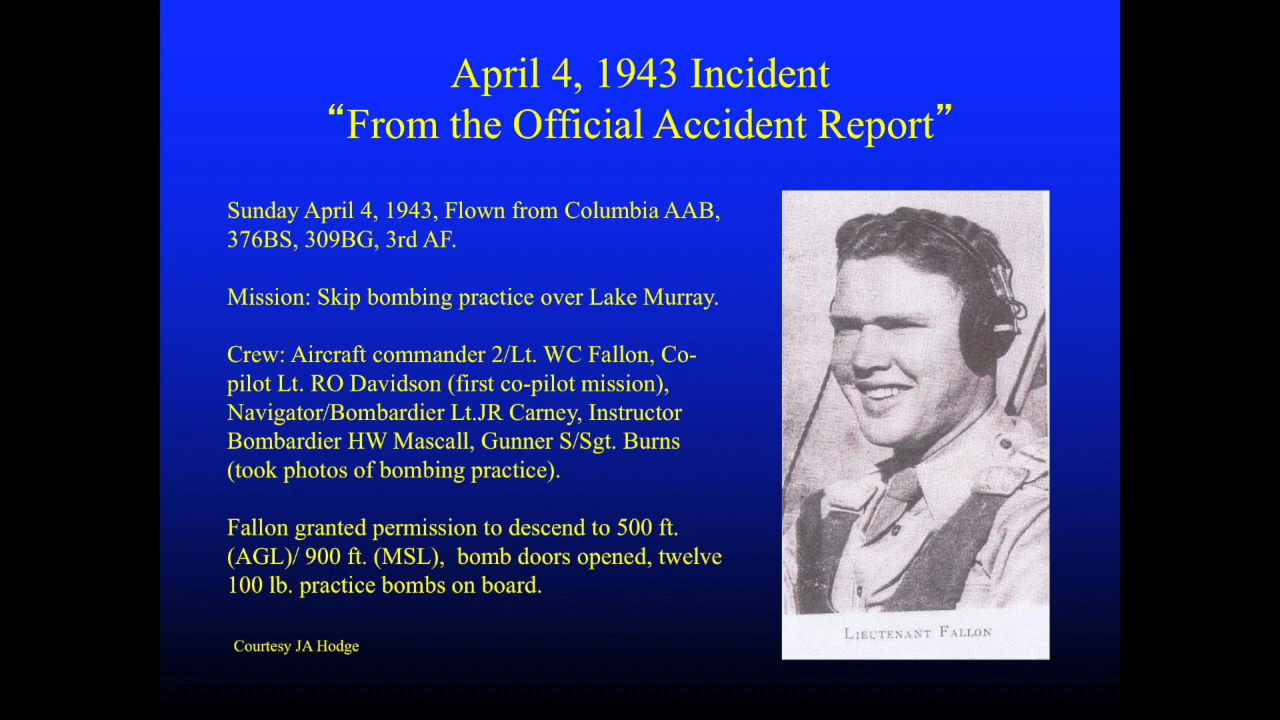 April 4, 1943 Incident
“From the Official Accident Report”
Sunday April 4, 1943, Flown from Columbia AAB,
376BS, 309BG, 3rd AF.
Mission: Skip bombing practice over Lake Murray.
Crew: Aircraft commander 2/Lt. WC Fallon, Co-
pilot Lt. RO Davidson (first co-pilot mission),
Navigator/Bombardier Lt.JR Carney, Instructor
Bombardier HW Mascall, Gunner S/Sgt. Burns
(took photos of bombing practice).
Fallon granted permission to descend to 500 ft.
(AGL)/ 900 ft. (MSL),  bomb doors opened, twelve
100 lb. practice bombs on board.
Courtesy JA Hodge
LIEUTENANT FALLON